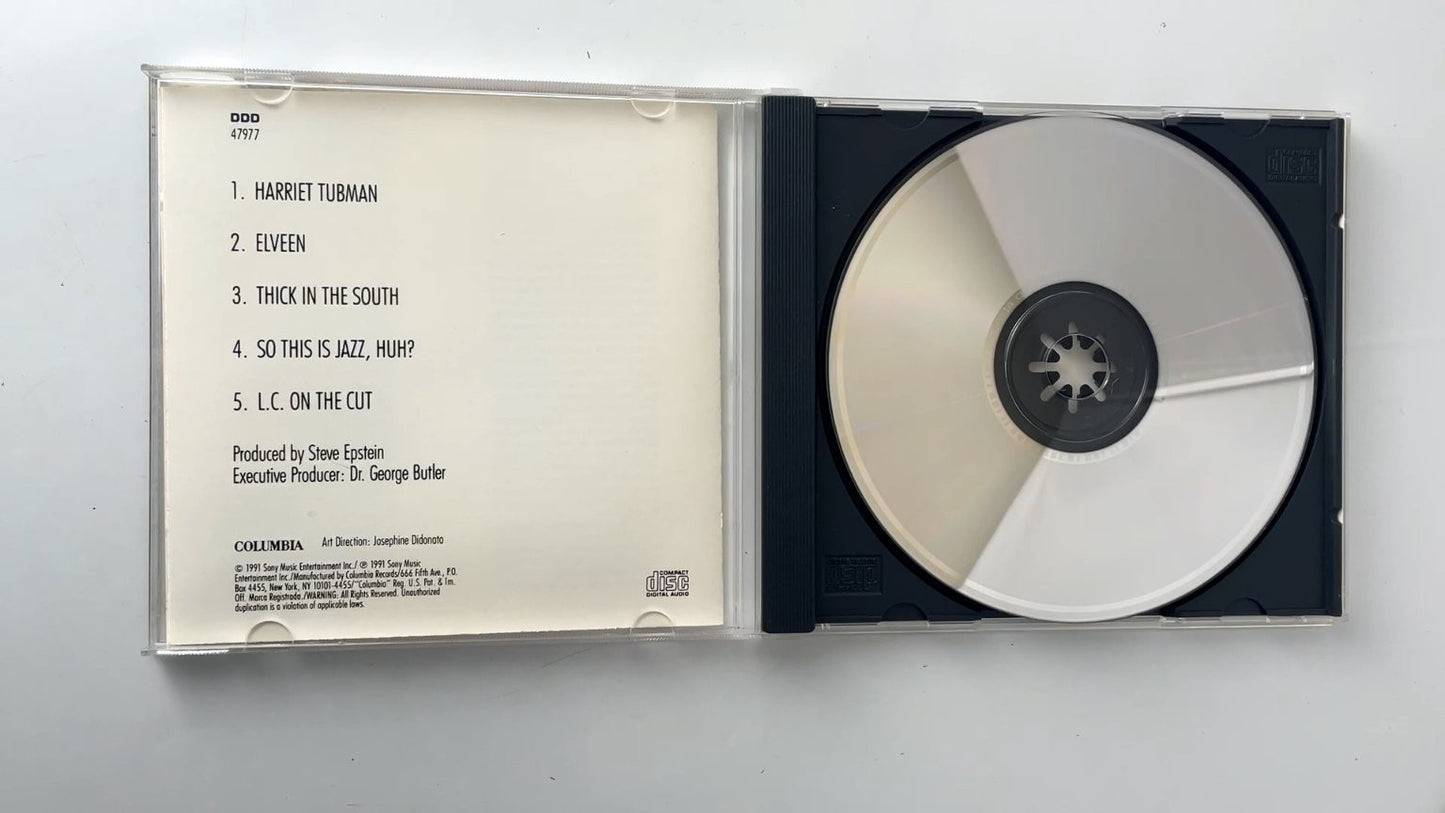 DDD
47977
1. HARRIET TUBMAN
2. ELVEEN
3. THICK IN THE SOUTH
4. SO THIS IS JAZZ, HUH?
5. L.C. ON THE CUT
Produced by Steve Epstein
Executive Producer: Dr. George Butler
COLUMBIA Art Direction: Josephine Didonato
© 1991 Sony Music Entertainment Inc./ ℗ 1991 Sony Music
Entertainment Inc./Manufactured by Columbia Records/666 Fifth Ave., P.O.
Box 4455, New York, NY 10101-4455/"Columbia" Reg. U.S. Pat. & Tm.
Off. Marca Registrada./WARNING: All Rights Reserved. Unauthorized
duplication is a violation of applicable laws.
COMPACT
disc
DIGITAL AUDIO
COMPACT
disc
DIGITAL AUDIO